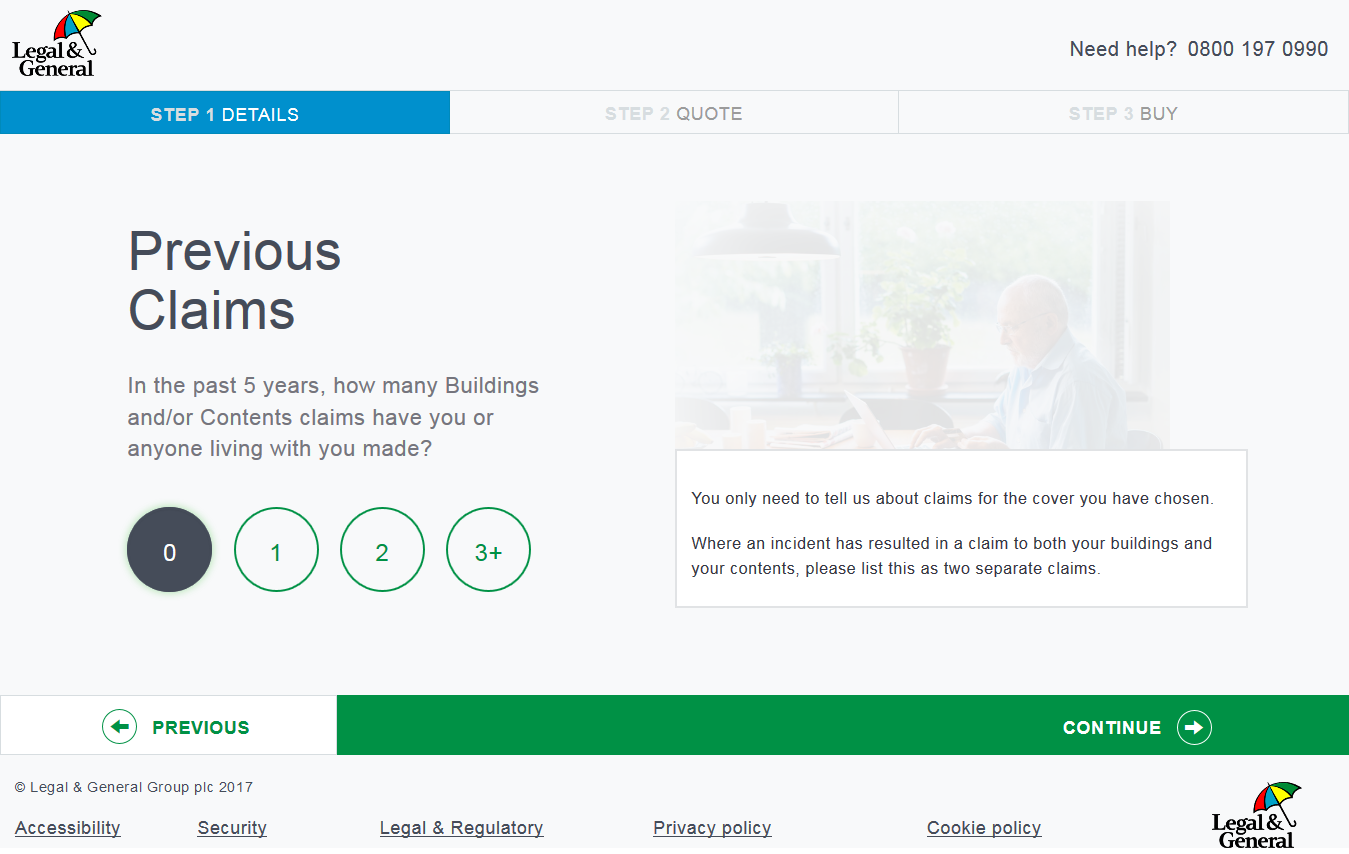 Legal &
General
Need help? 0800 197 0990
STEP 1 DETAILS
STEP 2 QUOTE
STEP 3 BUY
Previous
Claims
In the past 5 years, how many Buildings
and/or Contents claims have you or
anyone living with you made?
0
1
2
3+
You only need to tell us about claims for the cover you have chosen.
Where an incident has resulted in a claim to both your buildings and
your contents, please list this as two separate claims.
PREVIOUS
CONTINUE
© Legal & General Group plc 2017
Accessibility
Security
Legal & Regulatory
Privacy policy
Cookie policy
Legal &
General